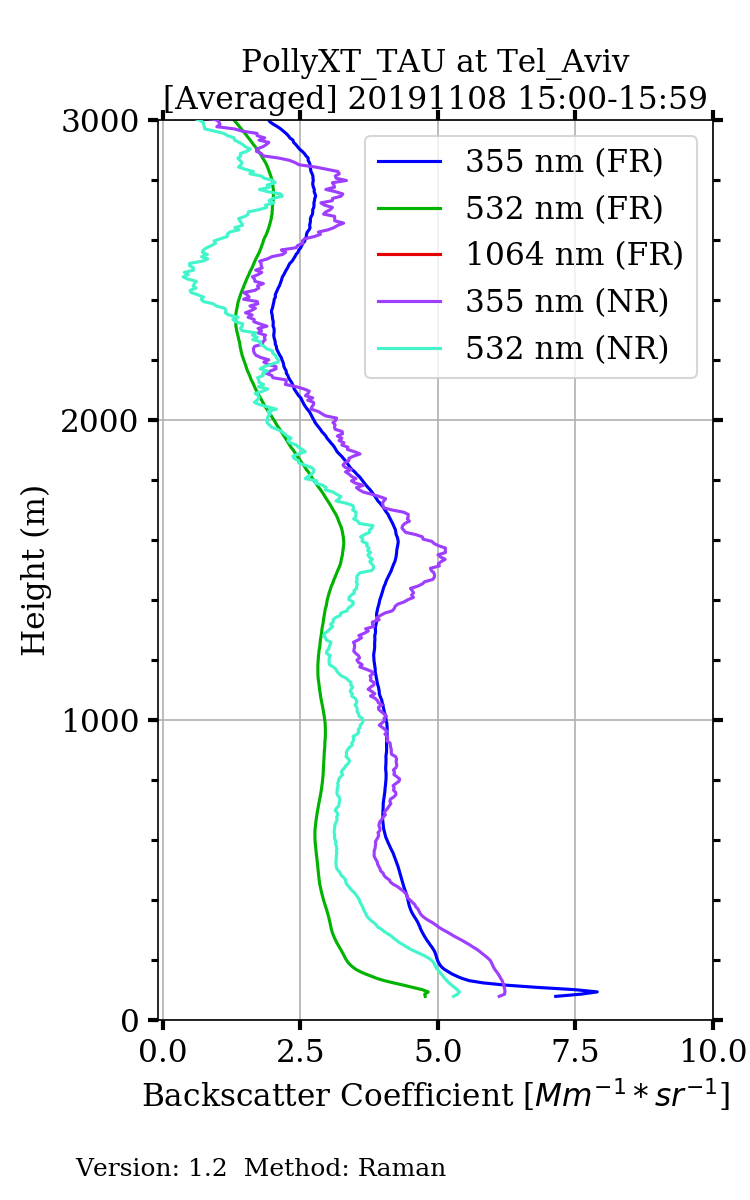 PollyXT_TAU at Tel_Aviv
[Averaged] 20191108 15:00-15:59
3000
355 nm (FR)
532 nm (FR)
1064 nm (FR)
355 nm (NR)
532 nm (NR)
2000
Height (m)
1000
0
0.0 2.5 5.0 7.5 10.0
Backscatter Coefficient [$Mm^{-1}*sr^{-1}$]
Version: 1.2 Method: Raman